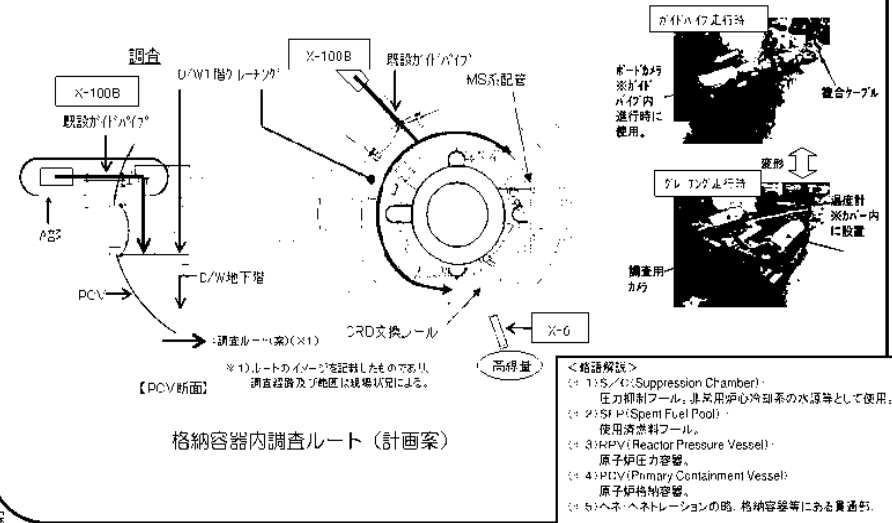 調査
X-100B
既設ガイドパイプ
D/W1階グレーチング
A部
PCV
D/W地下階
:調査ルート(案)(※1)
【PCV断面】
X-100B
既設ガイドパイプ
MS系配管
CRD交換レール
X-6
高線量
※1)ルートのイメージを記載したものであり、
調査経路及び範囲は現場状況による。
格納容器内調査ルート（計画案）
ガイドパイプ走行時
ボードカメラ
※ガイド
パイプ内
進行時に
使用。
複合ケーブル
変形
グレーチング走行時
温度計
※カバー内
に設置
調査用
カメラ
<略語解説>
(※1)S/C(Suppression Chamber):
圧力抑制プール。非常用炉心冷却系の水源等として使用。
(※2)SFP(Spent Fuel Pool):
使用済燃料プール。
(※3)RPV(Reactor Pressure Vessel):
原子炉圧力容器。
(※4)PCV(Primary Containment Vessel):
原子炉格納容器。
(※5)ペネ:ペネトレーションの略。格納容器等にある貫通部。